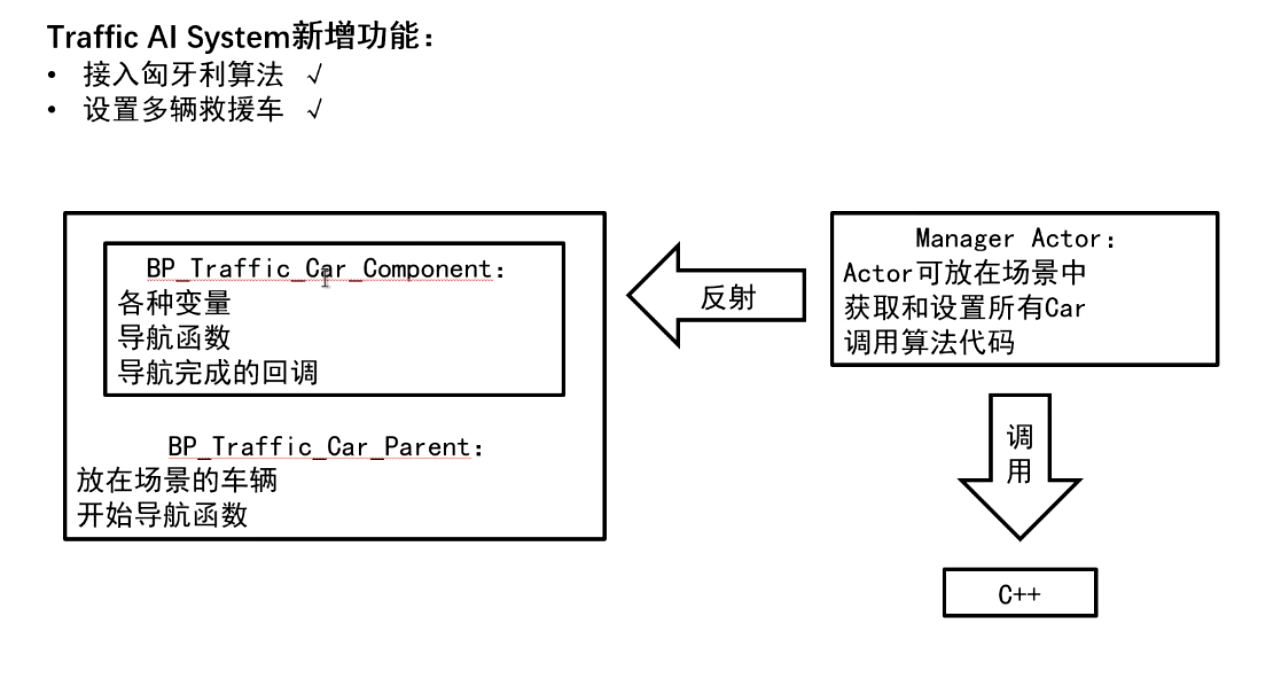 Traffic AI System新增功能：
• 接入匈牙利算法 √
• 设置多辆救援车 √
BP_Traffic_Car_Component：
各种变量
导航函数
导航完成的回调
BP_Traffic_Car_Parent：
放在场景的车辆
开始导航函数
反射
Manager Actor：
Actor可放在场景中
获取和设置所有Car
调用算法代码
调
用
C++